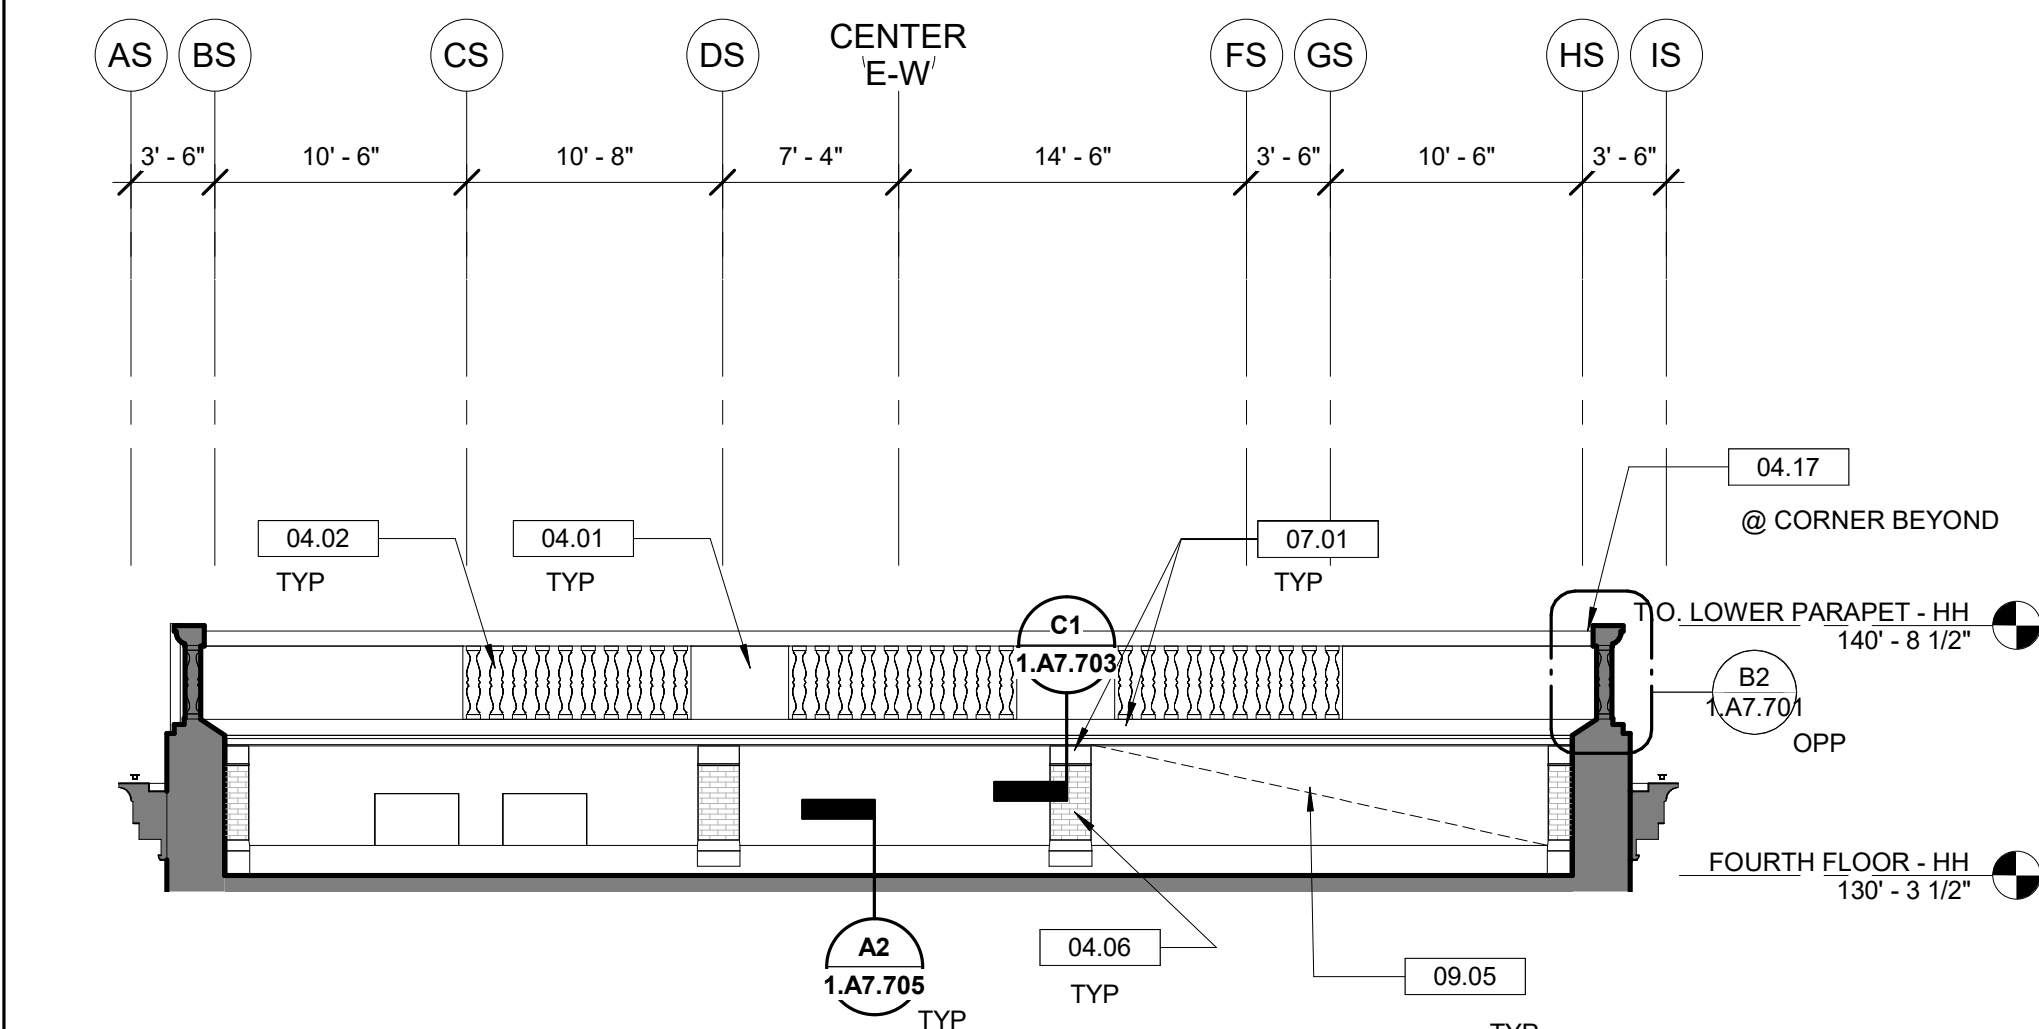 AS BS CS DS CENTER FS GS HS IS
E-W
3' - 6" 10' - 6" 10' - 8" 7' - 4" 14' - 6" 3' - 6" 10' - 6" 3' - 6"
04.17
@ CORNER BEYOND
04.02
TYP
04.01
TYP
07.01
TYP
C1
1.A7.703
T.O. LOWER PARAPET - HH
140' - 8 1/2"
B2
1.A7.701
OPP
FOURTH FLOOR - HH
130' - 3 1/2"
A2
1.A7.705
TYP
04.06
TYP
09.05
TYP